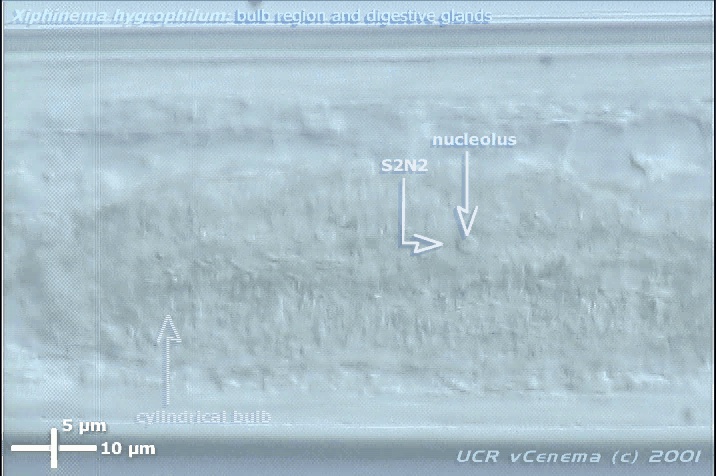 Xiphinema hygrophilum: bulb region and digestive glands
nucleolus
S2N2
cylindrical bulb
5 µm
10 µm
UCR vCenema (c) 2001